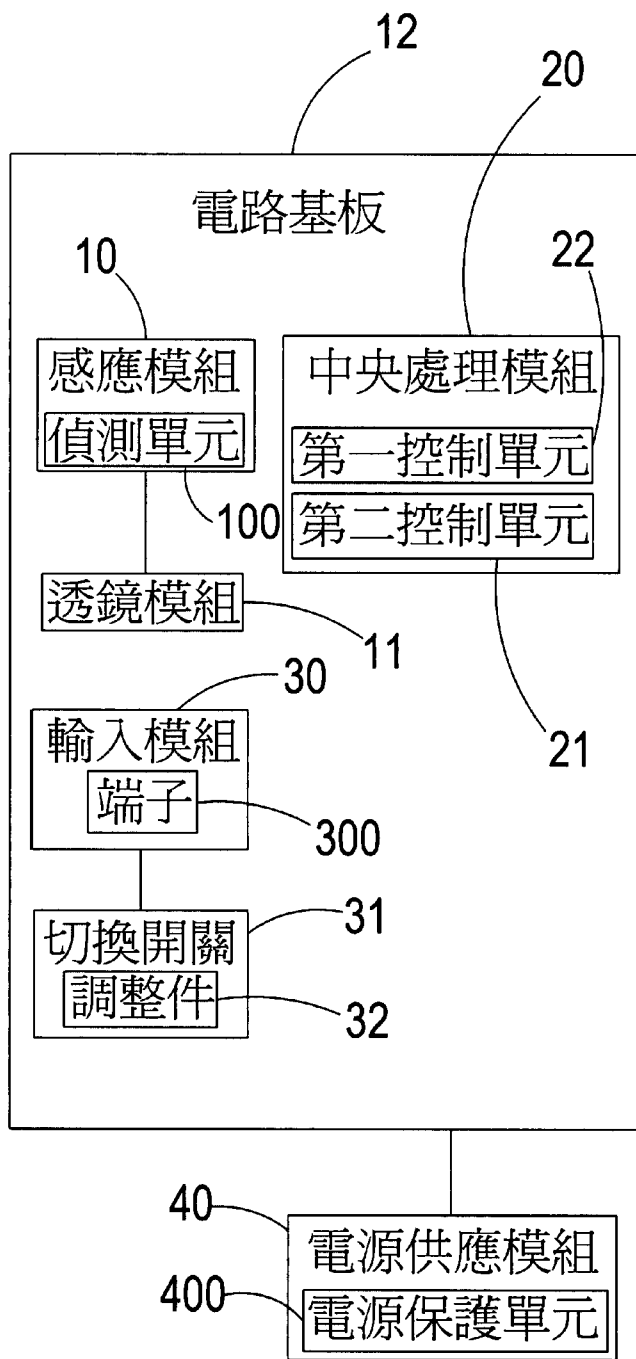 12
20
電路基板
10
22
感應模組
偵測單元
100
中央處理模組
第一控制單元
第二控制單元
透鏡模組
11
21
30
輸入模組
端子
300
31
切換開關
調整件
32
40
電源供應模組
400
電源保護單元